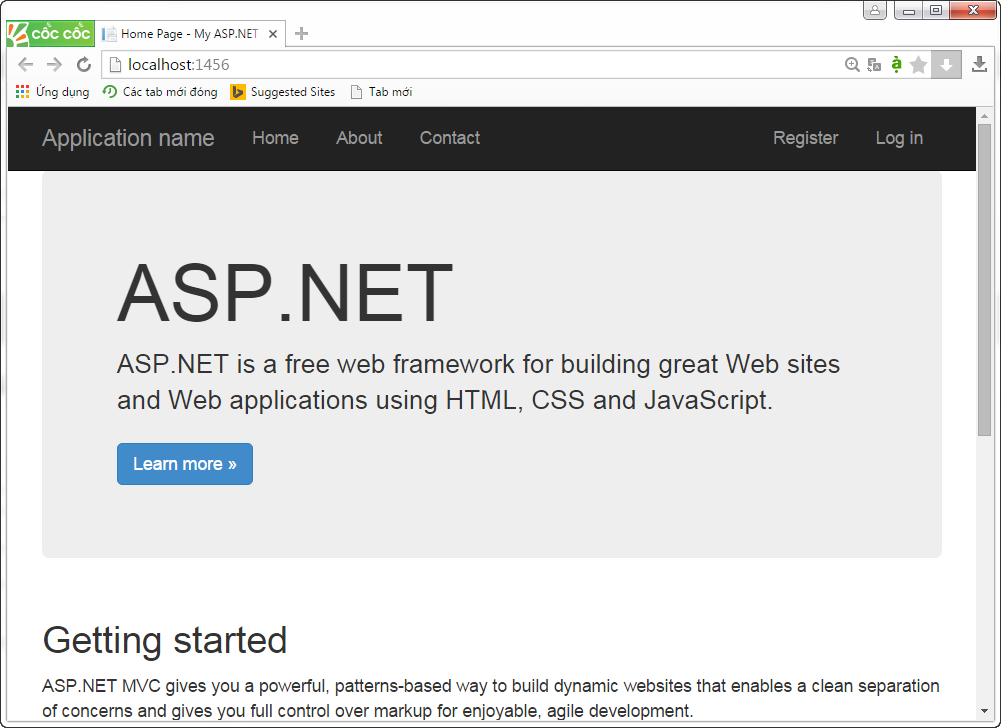 cốc cốc
Home Page - My ASP.NET
localhost:1456
Ứng dụng Các tab mới đóng Suggested Sites Tab mới
Application name Home About Contact Register Log in
ASP.NET
ASP.NET is a free web framework for building great Web sites
and Web applications using HTML, CSS and JavaScript.
Learn more »
Getting started
ASP.NET MVC gives you a powerful, patterns-based way to build dynamic websites that enables a clean separation
of concerns and gives you full control over markup for enjoyable, agile development.